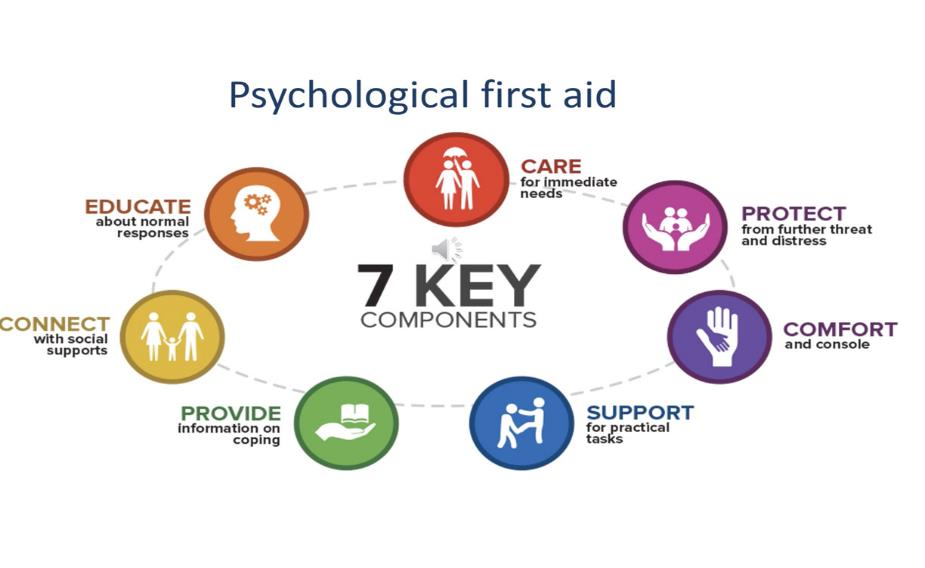 Psychological first aid
CARE
for immediate
needs
PROTECT
from further threat
and distress
COMFORT
and console
SUPPORT
for practical
tasks
PROVIDE
information on
coping
CONNECT
with social
supports
EDUCATE
about normal
responses
7 KEY
COMPONENTS